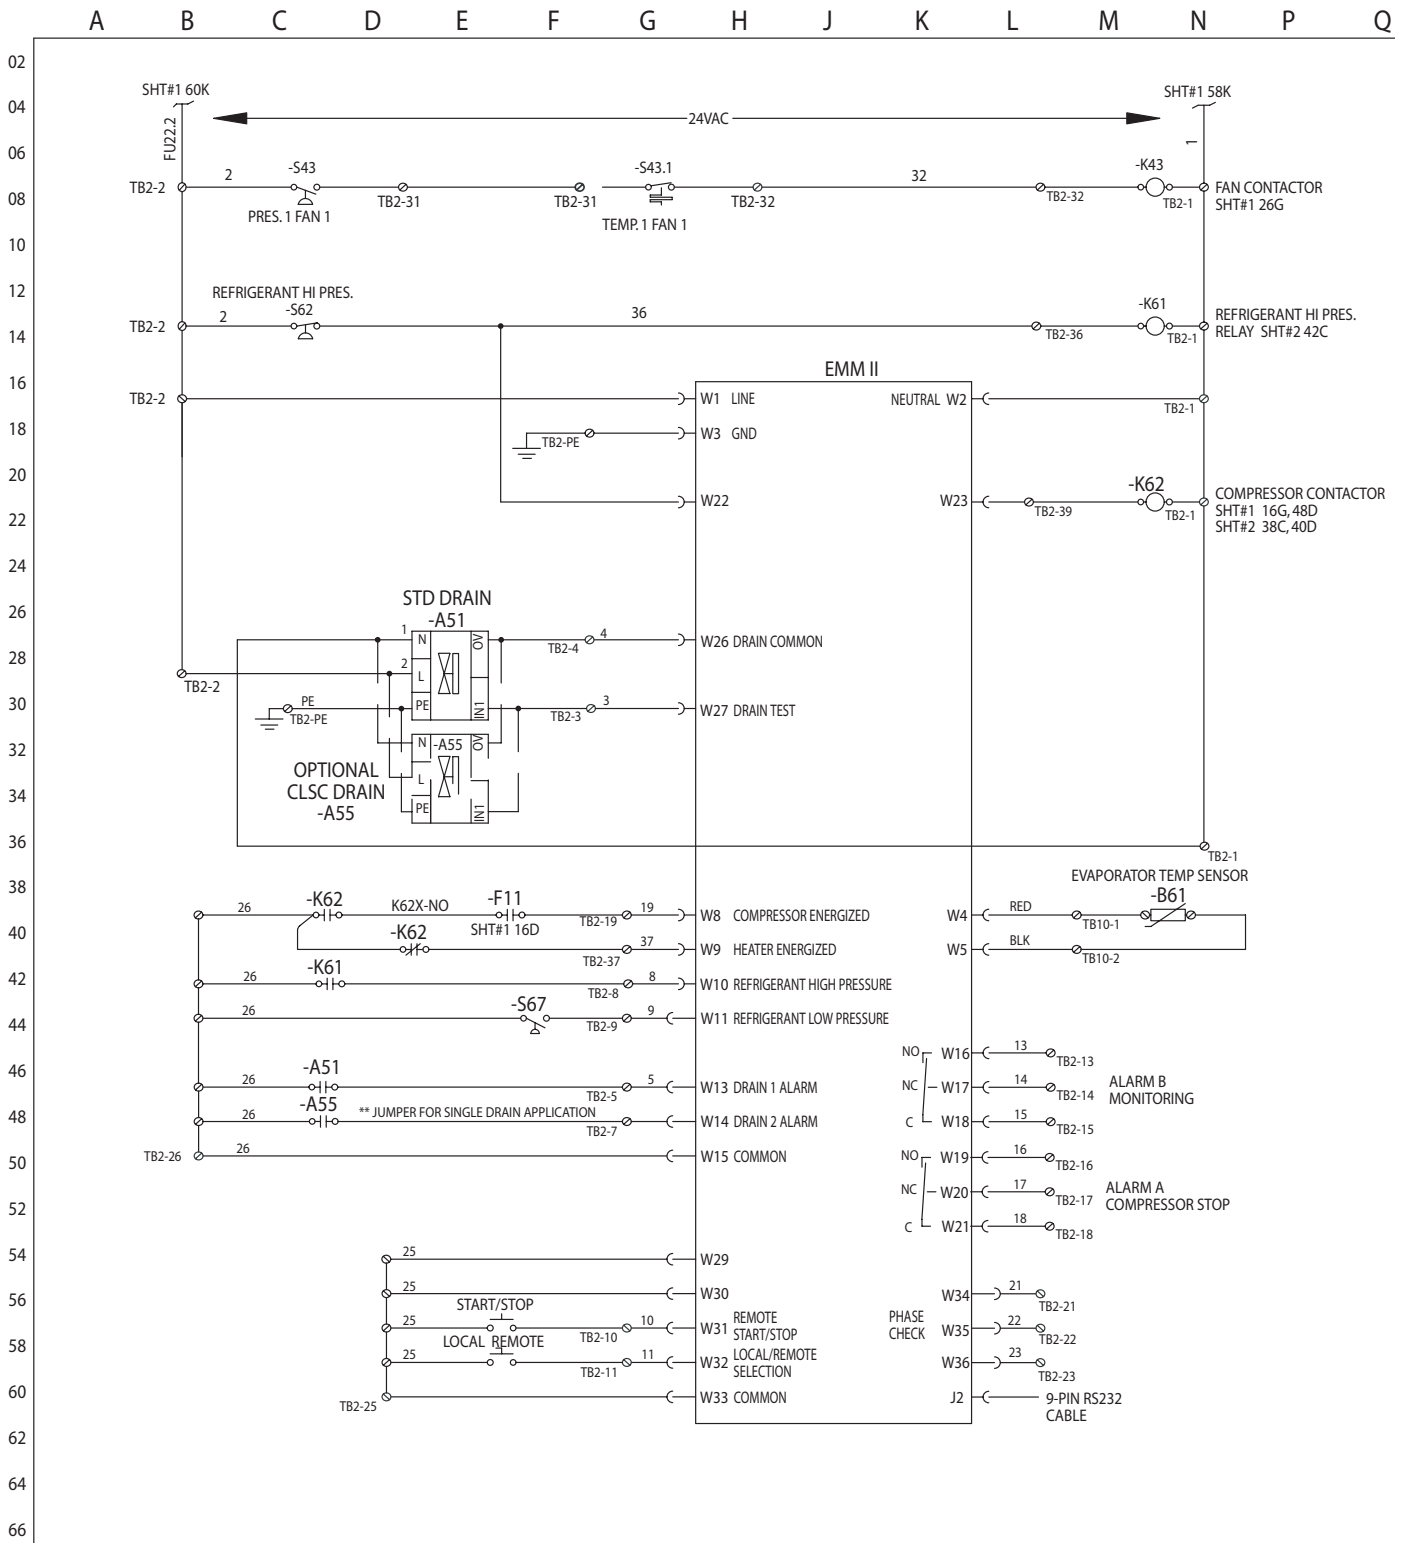 A B C D E F G H J K L M N P Q
02
SHT#1 60K SHT#1 58K
04
24VAC
FU22.2 1
06
-S43 -S43.1 -K43
2 32
TB2-2 FAN CONTACTOR
08 TB2-31 TB2-31 TB2-32 TB2-32 TB2-1 SHT#1 26G
PRES. 1 FAN 1 TEMP. 1 FAN 1
10
12
REFRIGERANT HI PRES.
-S62 -K61
2 36 REFRIGERANT HI PRES.
TB2-2 TB2-36 TB2-1 RELAY SHT#2 42C
14
EMM II
16
TB2-2 W1 LINE NEUTRAL W2 TB2-1
18
TB2-PE W3 GND
20
-K62
W22 W23 TB2-39 TB2-1 COMPRESSOR CONTACTOR
SHT#1 16G, 48D
22
SHT#2 38C, 40D
24
STD DRAIN
26
-A51
1 N OV TB2-4 4 W26 DRAIN COMMON
28
2 L
TB2-2
30
PE TB2-PE PE IN1 TB2-3 3 W27 DRAIN TEST
32
N -A55 OV
OPTIONAL L
CLSC DRAIN
34
-A55 PE IN1
36
TB2-1
38
EVAPORATOR TEMP SENSOR
26 -K62 K62X-NO -F11 19 W8 COMPRESSOR ENERGIZED W4 RED -B61
SHT#1 16D TB2-19 TB10-1
40
-K62 37 W9 HEATER ENERGIZED W5 BLK
TB2-37 TB10-2
42
26 -K61 8 W10 REFRIGERANT HIGH PRESSURE
TB2-8
44
26 -S67 9 W11 REFRIGERANT LOW PRESSURE
TB2-9
NO W16 13 TB2-13
46
26 -A51 5 W13 DRAIN 1 ALARM NC W17 14 TB2-14 ALARM B
TB2-5 MONITORING
48
26 -A55 ** JUMPER FOR SINGLE DRAIN APPLICATION W14 DRAIN 2 ALARM C W18 15 TB2-15
TB2-7
50
TB2-26 26 W15 COMMON NO W19 16 TB2-16
NC W20 17 TB2-17 ALARM A
52
COMPRESSOR STOP
C W21 18 TB2-18
54
25 W29
56
25 W30 W34 21 TB2-21
START/STOP
25 TB2-10 10 W31 REMOTE START/STOP PHASE CHECK W35 22 TB2-22
58
LOCAL REMOTE
25 TB2-11 11 W32 LOCAL/REMOTE SELECTION W36 23 TB2-23
60
TB2-25 W33 COMMON J2 9-PIN RS232
CABLE
62
64
66